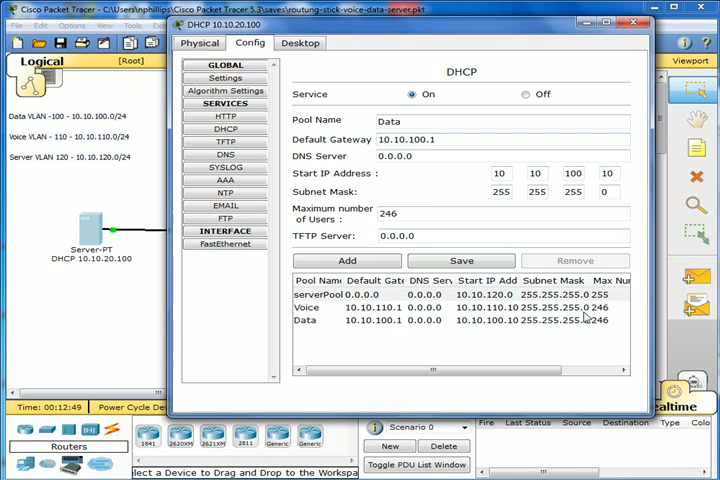 Cisco Packet Tracer - C:\Users\nphillips\Cisco Packet Tracer 5.3\saves\routung-stick-voice-data-server.pkt
DHCP 10.10.20.100
File Edit
Logical
[Root]
Viewport
Physical Config Desktop
GLOBAL
Settings
Algorithm Settings
SERVICES
HTTP
DHCP
TFTP
DNS
SYSLOG
AAA
NTP
EMAIL
FTP
INTERFACE
FastEthernet
DHCP
Service On Off
Pool Name Data
Default Gateway 10.10.100.1
DNS Server 0.0.0.0
Start IP Address : 10 10 100 10
Subnet Mask: 255 255 255 0
Maximum number
of Users : 246
TFTP Server: 0.0.0.0
Add Save Remove
Pool Name Default Gate DNS Serv Start IP Add Subnet Mask Max Nur
serverPool 0.0.0.0 0.0.0.0 10.10.120.0 255.255.255.0 255
Voice 10.10.110.1 0.0.0.0 10.10.110.10 255.255.255.0 246
Data 10.10.100.1 0.0.0.0 10.10.100.10 255.255.255.0 246
Data VLAN -100 - 10.10.100.0/24
Voice VLAN - 110 - 10.10.110.0/24
Server VLAN 120 - 10.10.120.0/24
Server-PT
DHCP 10.10.20.100
Time: 00:12:49 Power Cycle Dev
ealtime
Routers
1841 2620XM 2621XM 2811 Generic Generic
elect a Device to Drag and Drop to the Workspa
Scenario 0
New Delete
Toggle PDU List Window
Fire Last Status Source Destination Type Colo